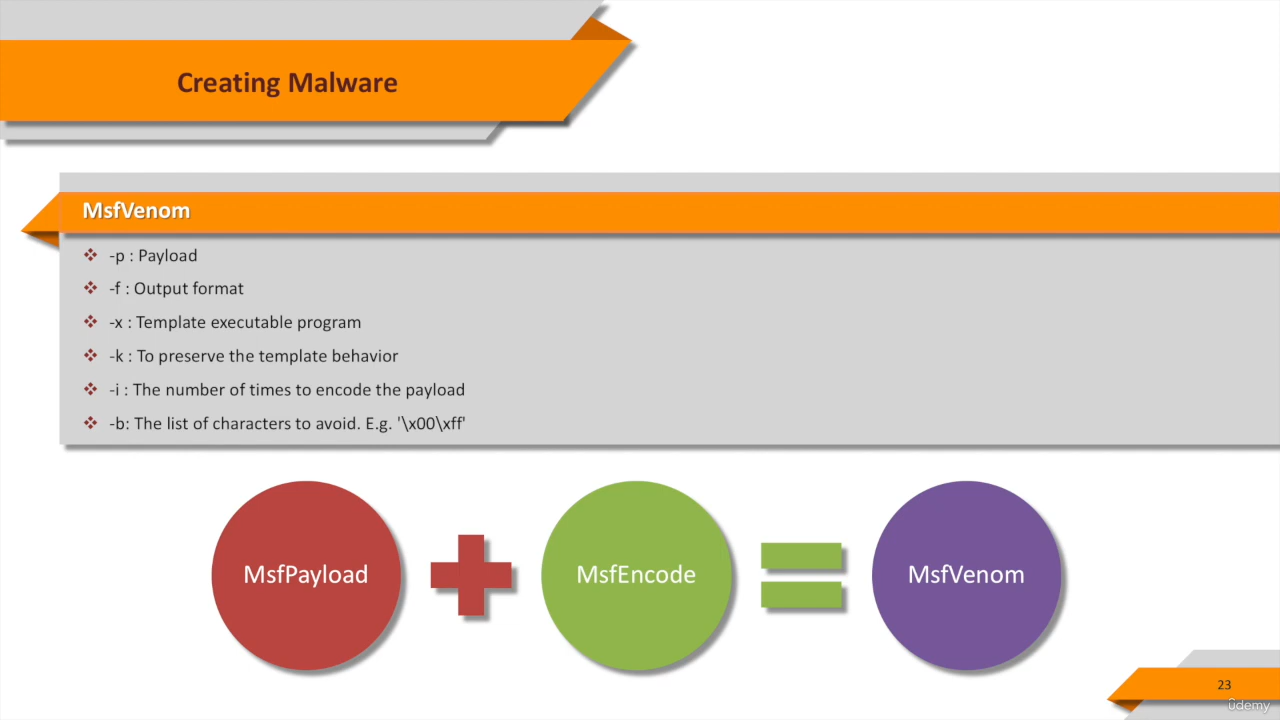 Creating Malware
MsfVenom
❖ -p : Payload
❖ -f : Output format
❖ -x : Template executable program
❖ -k : To preserve the template behavior
❖ -i : The number of times to encode the payload
❖ -b: The list of characters to avoid. E.g. '\x00\xff'
MsfPayload
MsfEncode
MsfVenom
23
ûdemy